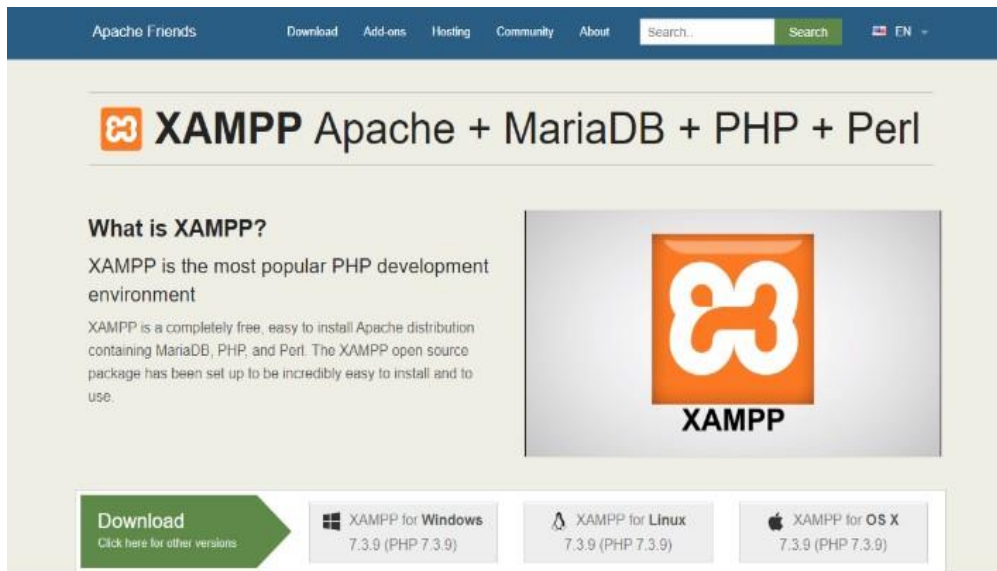 Apache Friends Download Add-ons Hosting Community About Search.. Search EN
XAMPP Apache + MariaDB + PHP + Perl
What is XAMPP?
XAMPP is the most popular PHP development
environment
XAMPP is a completely free, easy to install Apache distribution
containing MariaDB, PHP, and Perl. The XAMPP open source
package has been set up to be incredibly easy to install and to
use.
XAMPP
Download
Click here for other versions
XAMPP for Windows
7.3.9 (PHP 7.3.9)
XAMPP for Linux
7.3.9 (PHP 7.3.9)
XAMPP for OS X
7.3.9 (PHP 7.3.9)